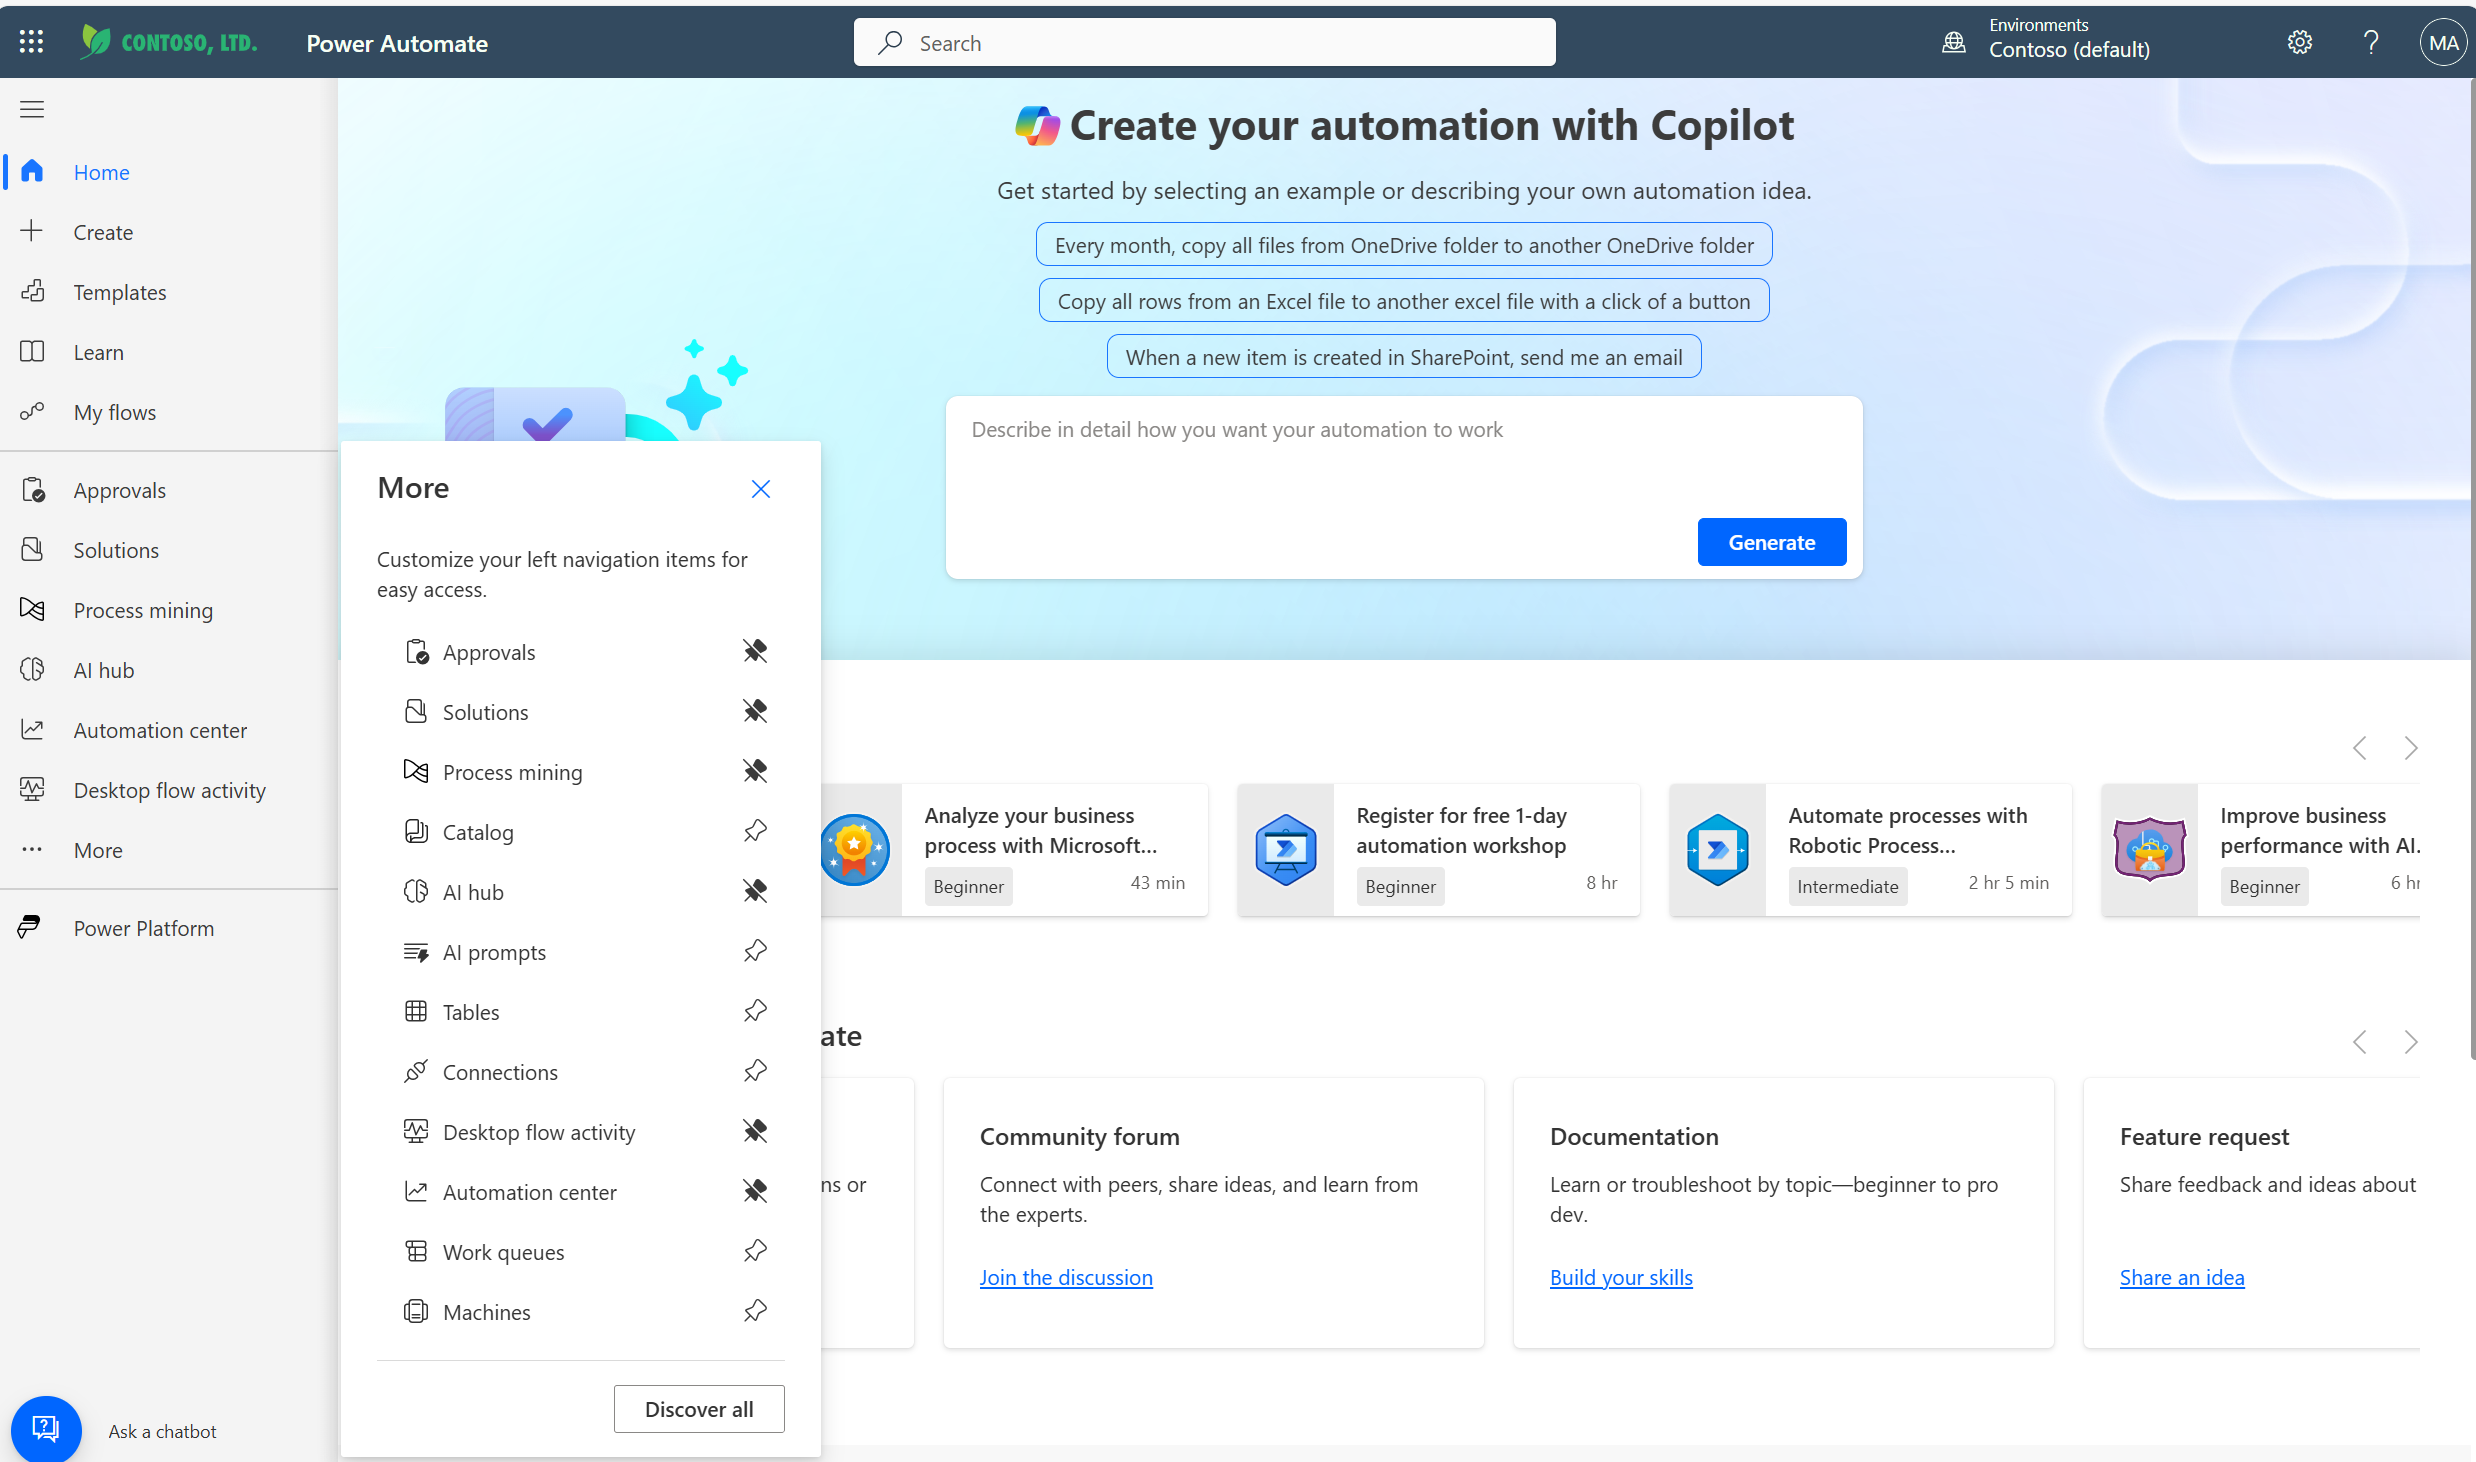 CONTOSO, LTD.
Power Automate
Search
Environments
Contoso (default)
MA
Home
Create
Templates
Learn
My flows
Approvals
Solutions
Process mining
AI hub
Automation center
Desktop flow activity
More
Power Platform
Ask a chatbot
Create your automation with Copilot
Get started by selecting an example or describing your own automation idea.
Every month, copy all files from OneDrive folder to another OneDrive folder
Copy all rows from an Excel file to another excel file with a click of a button
When a new item is created in SharePoint, send me an email
Describe in detail how you want your automation to work
Generate
More
Customize your left navigation items for
easy access.
Approvals
Solutions
Process mining
Catalog
AI hub
AI prompts
Tables
Connections
Desktop flow activity
Automation center
Work queues
Machines
Discover all
Analyze your business
process with Microsoft...
Beginner
43 min
Register for free 1-day
automation workshop
Beginner
8 hr
Automate processes with
Robotic Process...
Intermediate
2 hr 5 min
Improve business
performance with AI.
Beginner
6 hr
ate
ns or
Community forum
Connect with peers, share ideas, and learn from
the experts.
Join the discussion
Documentation
Learn or troubleshoot by topic—beginner to pro
dev.
Build your skills
Feature request
Share feedback and ideas about
Share an idea